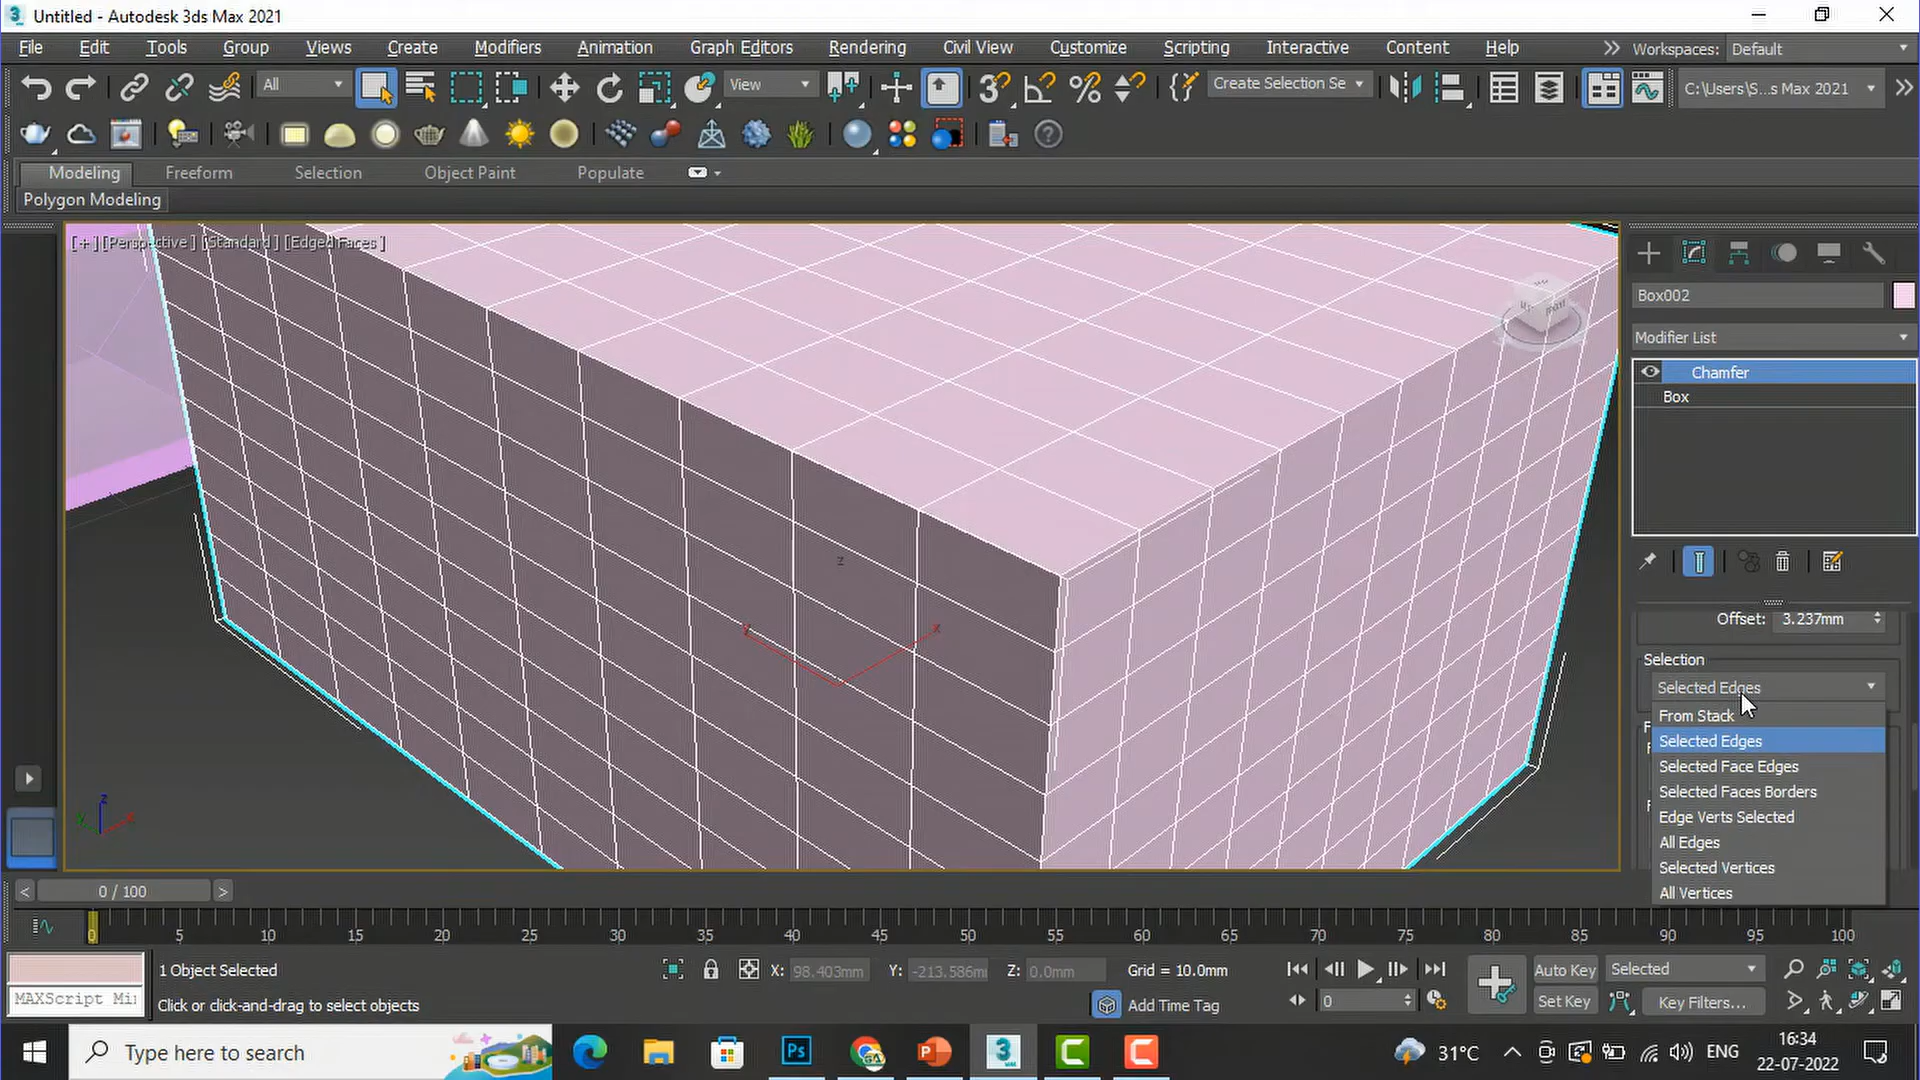 Untitled - Autodesk 3ds Max 2021
File Edit Tools Group Views Create Modifiers Animation Graph Editors Rendering Civil View Customize Scripting Interactive Content Help Workspaces: Default
All View Create Selection Se C:\Users\S...s Max 2021
Modeling Freeform Selection Object Paint Populate
Polygon Modeling
[+] [Perspective] [Standard] [Edged Faces]
Box002
Modifier List
Chamfer
Box
Offset: 3.237mm
Selection
Selected Edges
From Stack
Selected Edges
Selected Face Edges
Selected Faces Borders
Edge Verts Selected
All Edges
Selected Vertices
All Vertices
z
y x
z
y x
< 0 / 100 >
0 5 10 15 20 25 30 35 40 45 50 55 60 65 70 75 80 85 90 95 100
1 Object Selected X: 98.403mm Y: -213.586mm Z: 0.0mm Grid = 10.0mm Auto Key Selected
MAXScript Mi Click or click-and-drag to select objects Add Time Tag 0 Set Key Key Filters...
Type here to search Ps 3 31°C ENG 16:34
22-07-2022